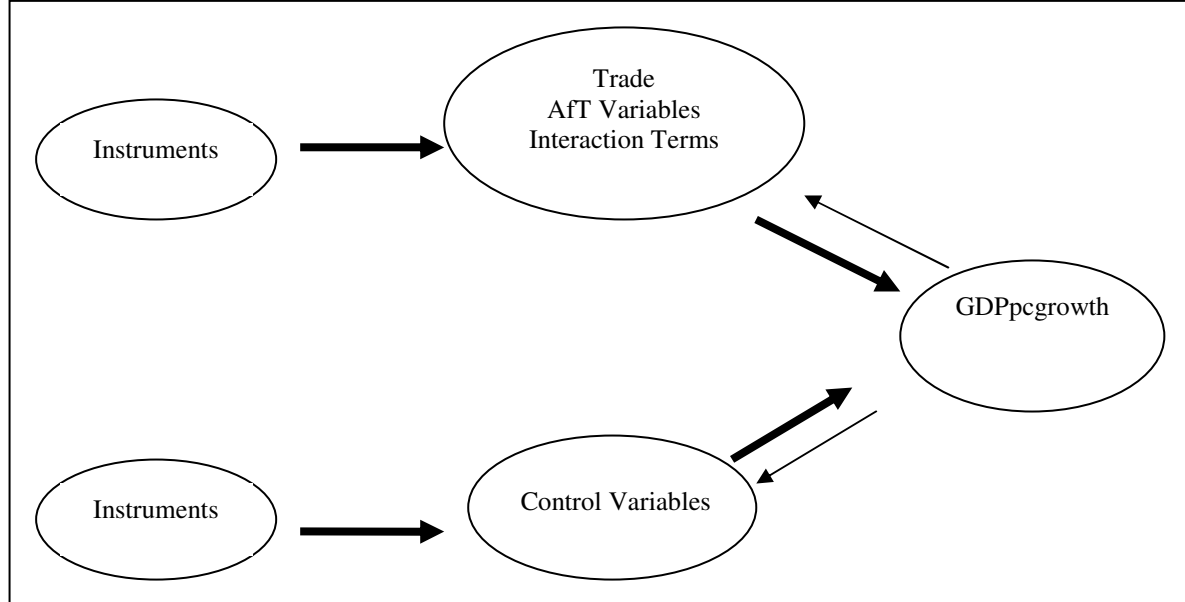 Trade
AfT Variables
Interaction Terms
Instruments
GDPpcgrowth
Instruments
Control Variables